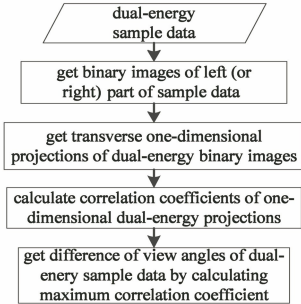 dual-energy
sample data
get binary images of left (or
right) part of sample data
get transverse one-dimensional
projections of dual-energy binary images
calculate correlation coefficients of one-
dimensional dual-energy projections
get difference of view angles of dual-
enery sample data by calculating
maximum correlation coefficient